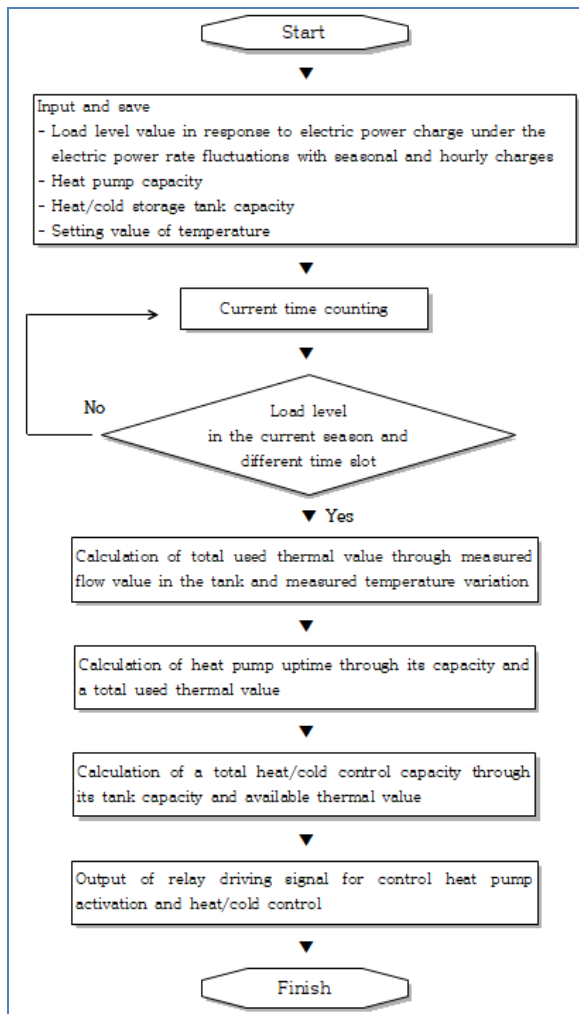 Start
Input and save
- Load level value in response to electric power charge under the
electric power rate fluctuations with seasonal and hourly charges
- Heat pump capacity
- Heat/cold storage tank capacity
- Setting value of temperature
Current time counting
No
Load level
in the current season and
different time slot
Yes
Calculation of total used thermal value through measured
flow value in the tank and measured temperature variation
Calculation of heat pump uptime through its capacity and
a total used thermal value
Calculation of a total heat/cold control capacity through
its tank capacity and available thermal value
Output of relay driving signal for control heat pump
activation and heat/cold control
Finish